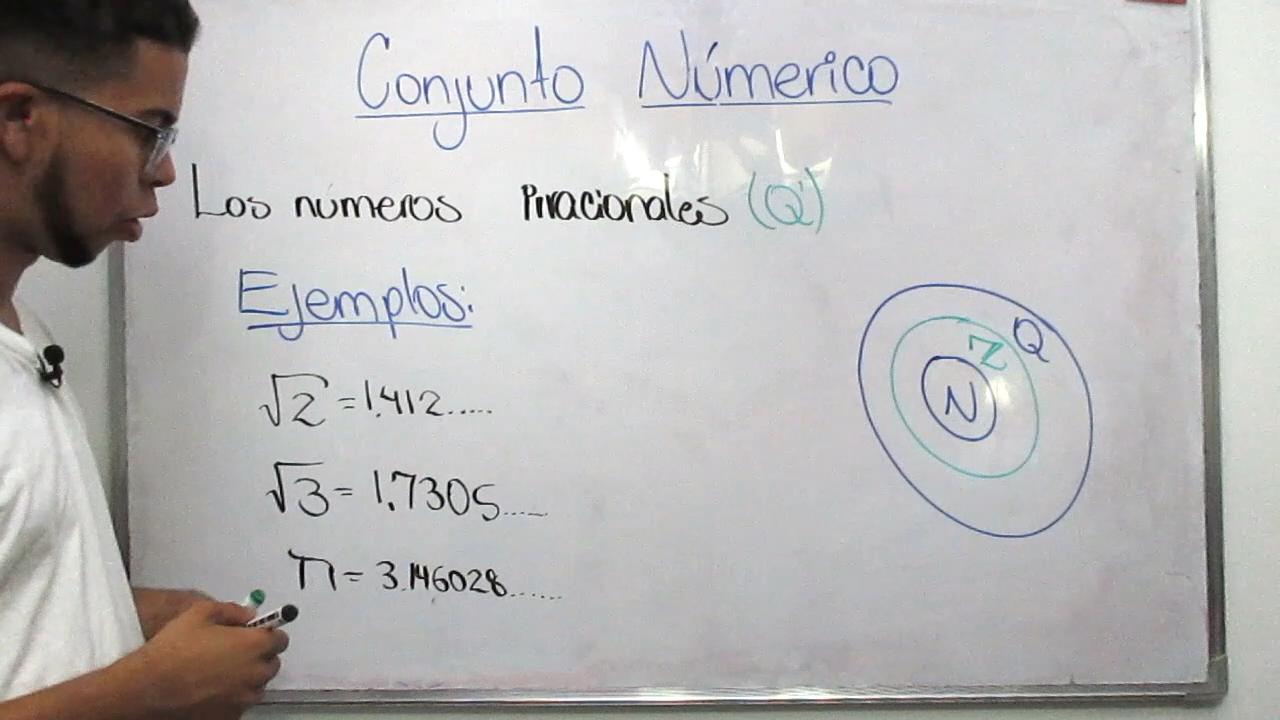 Conjunto Númerico
Los números Irracionales (Q')
Ejemplos:
√2 = 1.412.....
√3 = 1.7305.....
π = 3.146028......
Q
Z
N